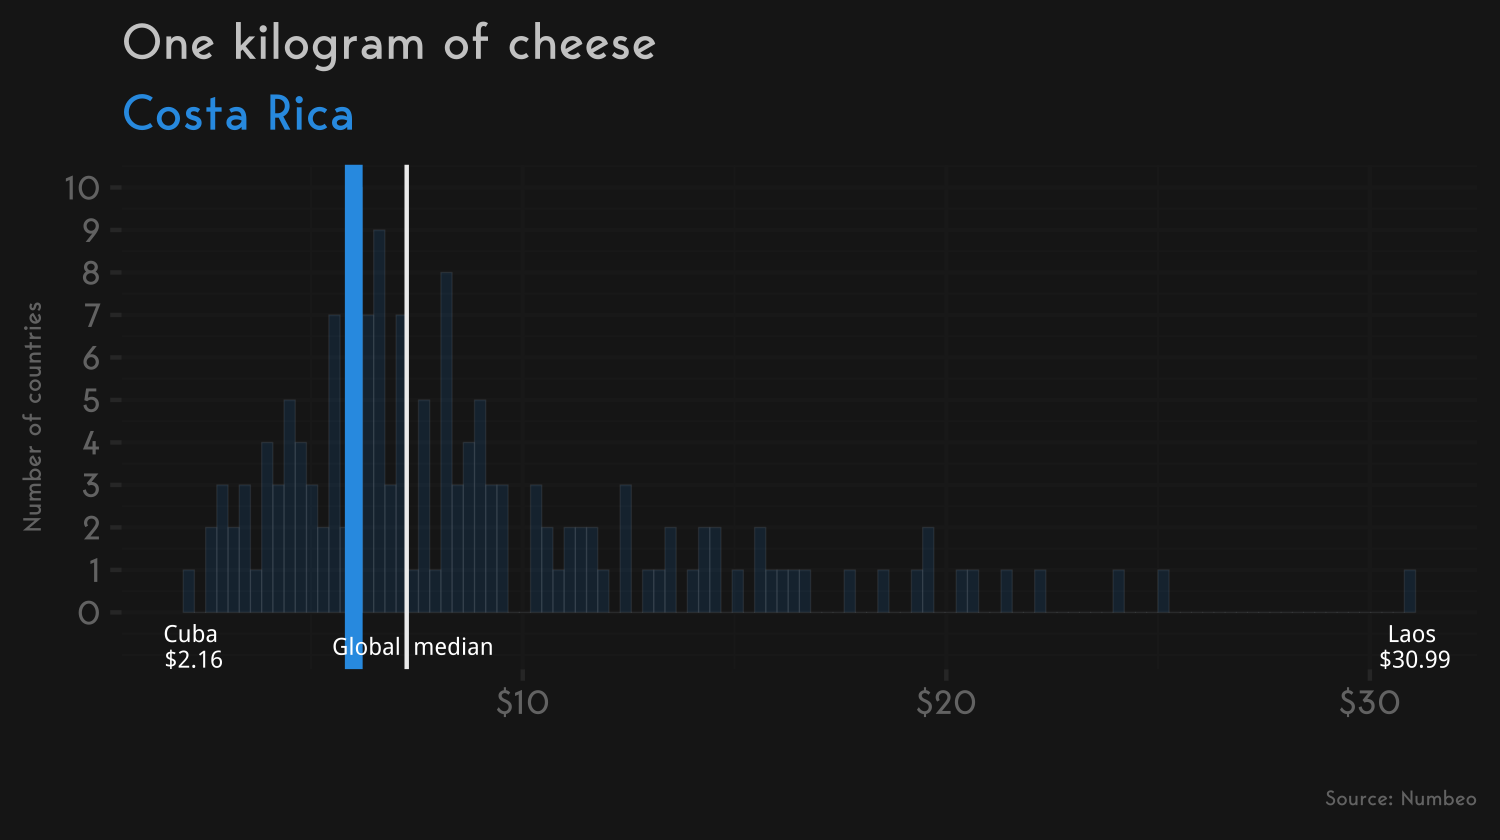 One kilogram of cheese
Costa Rica
Number of countries
10
9
8
7
6
5
4
3
2
1
0
Cuba
$2.16
Global median
Laos
$30.99
$10
$20
$30
Source: Numbeo